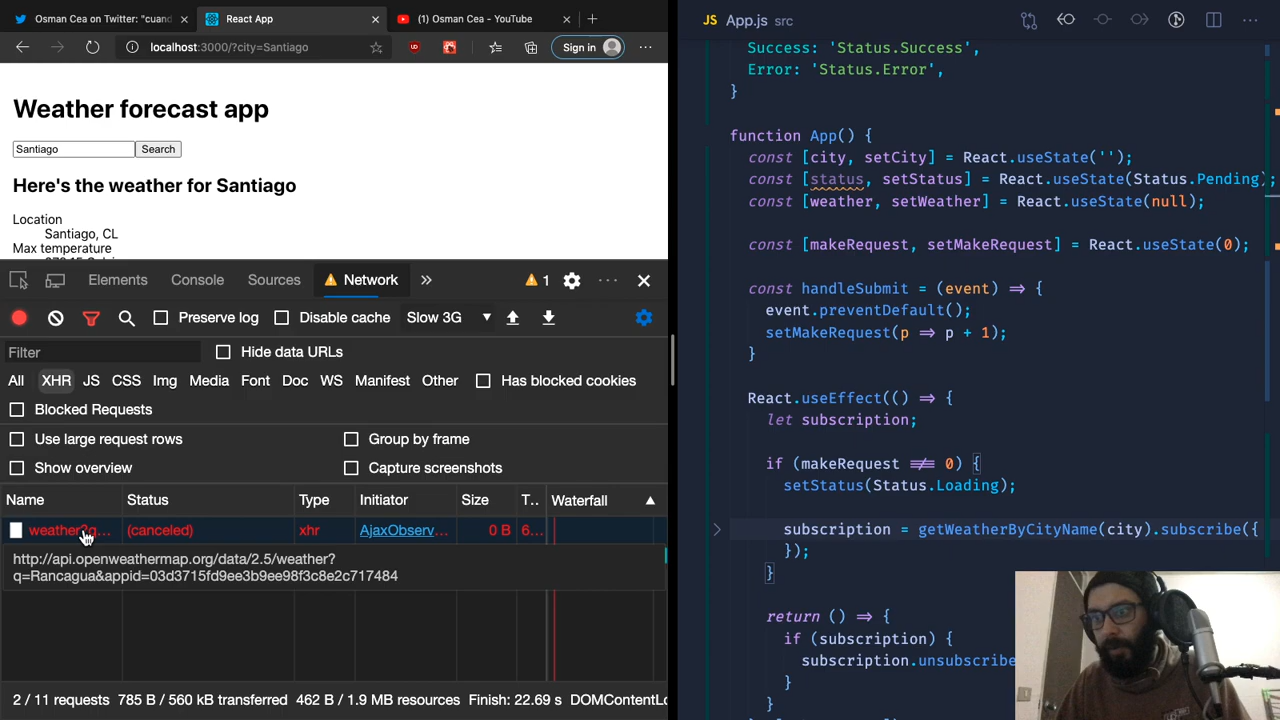 Osman Cea on Twitter: "cuand
React App
(1) Osman Cea - YouTube
localhost:3000/?city=Santiago
Sign in
Weather forecast app
Santiago
Search
Here's the weather for Santiago
Location
Santiago, CL
Max temperature
Elements
Console
Sources
Network
1
Preserve log
Disable cache
Slow 3G
Filter
Hide data URLs
All
XHR
JS
CSS
Img
Media
Font
Doc
WS
Manifest
Other
Has blocked cookies
Blocked Requests
Use large request rows
Group by frame
Show overview
Capture screenshots
Name
Status
Type
Initiator
Size
T..
Waterfall
weather?q...
(canceled)
xhr
AjaxObserv...
0 B
6...
http://api.openweathermap.org/data/2.5/weather?
q=Rancagua&appid=03d3715fd9ee3b9ee98f3c8e2c717484
2 / 11 requests 785 B / 560 kB transferred 462 B / 1.9 MB resources Finish: 22.69 s DOMContentLo
JS App.js src
Success: 'Status.Success',
Error: 'Status.Error',
}
function App() {
const [city, setCity] = React.useState('');
const [status, setStatus] = React.useState(Status.Pending);
const [weather, setWeather] = React.useState(null);
const [makeRequest, setMakeRequest] = React.useState(0);
const handleSubmit = (event) => {
event.preventDefault();
setMakeRequest(p => p + 1);
}
React.useEffect(() => {
let subscription;
if (makeRequest !== 0) {
setStatus(Status.Loading);
subscription = getWeatherByCityName(city).subscribe({
});
}
return () => {
if (subscription) {
subscription.unsubscribe
}
}